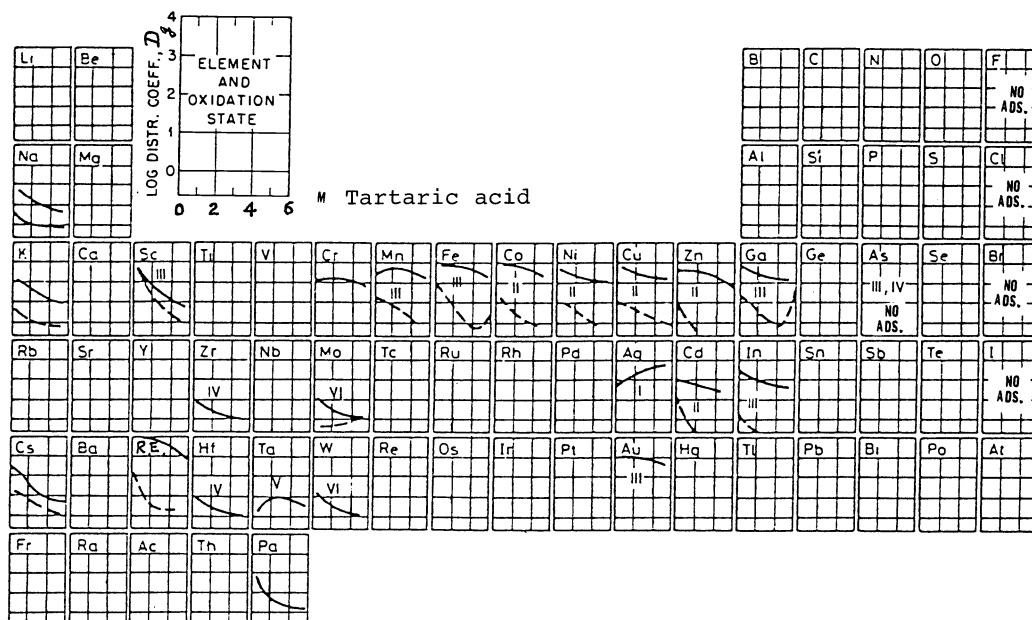 4
3
2
1
0
LOG DISTR. COEFF., Dg
ELEMENT
AND
OXIDATION
STATE
0 2 4 6
M Tartaric acid
Li Be B C N O F
NO
ADS.
Na Mg Al Si P S Cl
NO
ADS.
K Ca Sc Ti V Cr Mn Fe Co Ni Cu Zn Ga Ge As Se Br
III III III II II II II III III, IV
NO
ADS.
NO
ADS.
Rb Sr Y Zr Nb Mo Tc Ru Rh Pd Ag Cd In Sn Sb Te I
IV VI I II III
NO
ADS.
Cs Ba R.E. Hf Ta W Re Os Ir Pt Au Hg Tl Pb Bi Po At
IV V VI III
Fr Ra Ac Th Pa